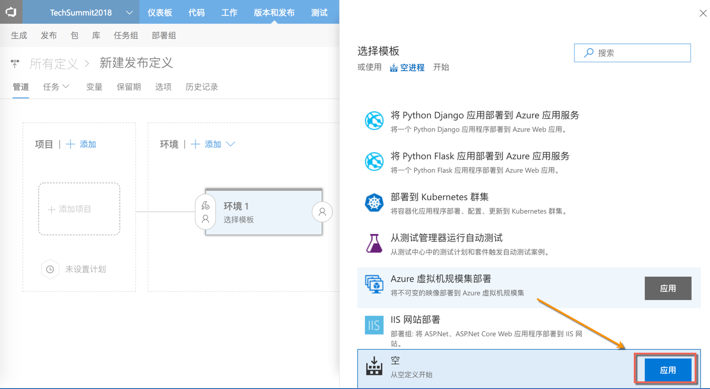 TechSummit2018
仪表板 代码 工作 版本和发布 测试
生成 发布 包 库 任务组 部署组
所有定义 > 新建发布定义
管道 任务 变量 保留期 选项 历史记录
项目 | + 添加
环境 | + 添加
+ 添加项目
环境 1
选择模板
未设置计划
选择模板
搜索
或使用 空进程 开始
将 Python Django 应用部署到 Azure 应用服务
将一个 Python Django 应用程序部署到 Azure Web 应用。
将 Python Flask 应用部署到 Azure 应用服务
将一个 Python Flask 应用程序部署到 Azure Web 应用。
部署到 Kubernetes 群集
将容器化应用程序部署、配置、更新到 Kubernetes 群集。
从测试管理器运行自动测试
从测试中心中的测试计划和套件触发自动测试案例。
Azure 虚拟机规模集部署
将不可变的映像部署到 Azure 虚拟机规模集
应用
IIS
IIS 网站部署
部署组: 将 ASP.Net、ASP.Net Core Web 应用程序部署到 IIS 网
站。
空
从空定义开始
应用